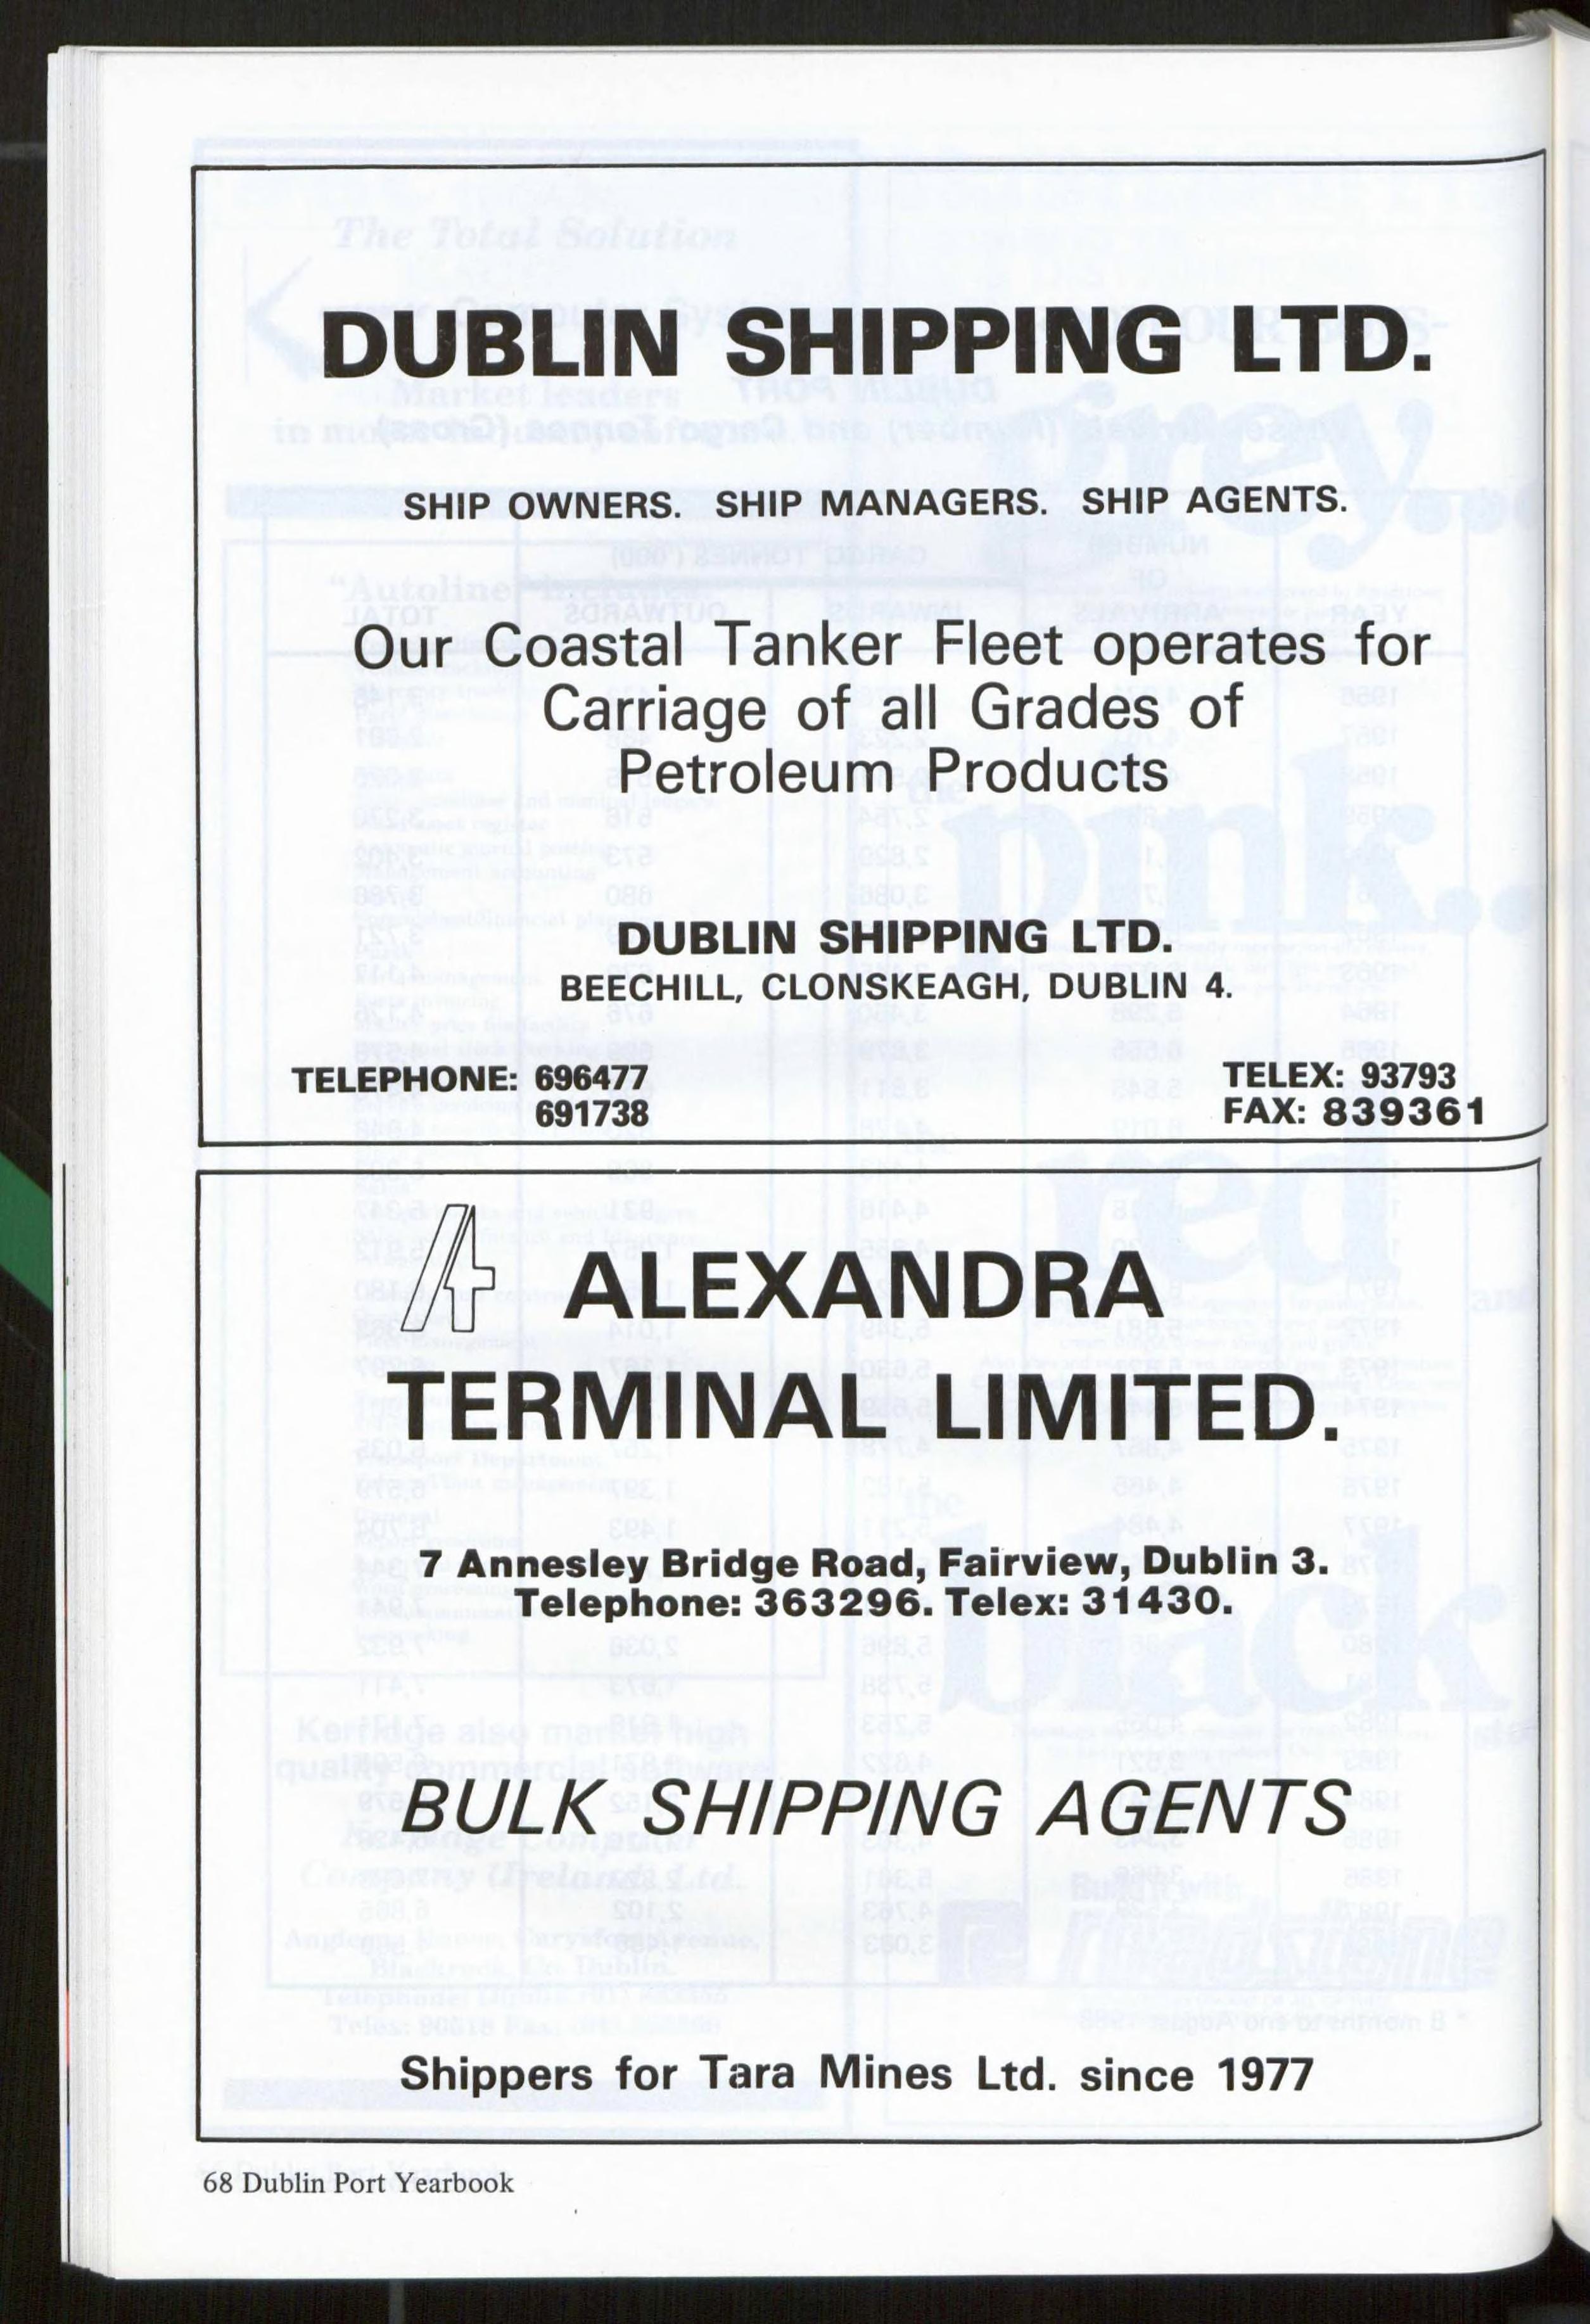 DUBLIN SHIPPING LTD.
SHIP OWNERS. SHIP MANAGERS. SHIP AGENTS.
Our Coastal Tanker Fleet operates for
Carriage of all Grades of
Petroleum Products
DUBLIN SHIPPING LTD.
BEECHILL, CLONSKEAGH, DUBLIN 4.
TELEPHONE: 696477
691738
TELEX: 93793
FAX: 839361
ALEXANDRA
TERMINAL LIMITED.
7 Annesley Bridge Road, Fairview, Dublin 3.
Telephone: 363296. Telex: 31430.
BULK SHIPPING AGENTS
Shippers for Tara Mines Ltd. since 1977
68 Dublin Port Yearbook